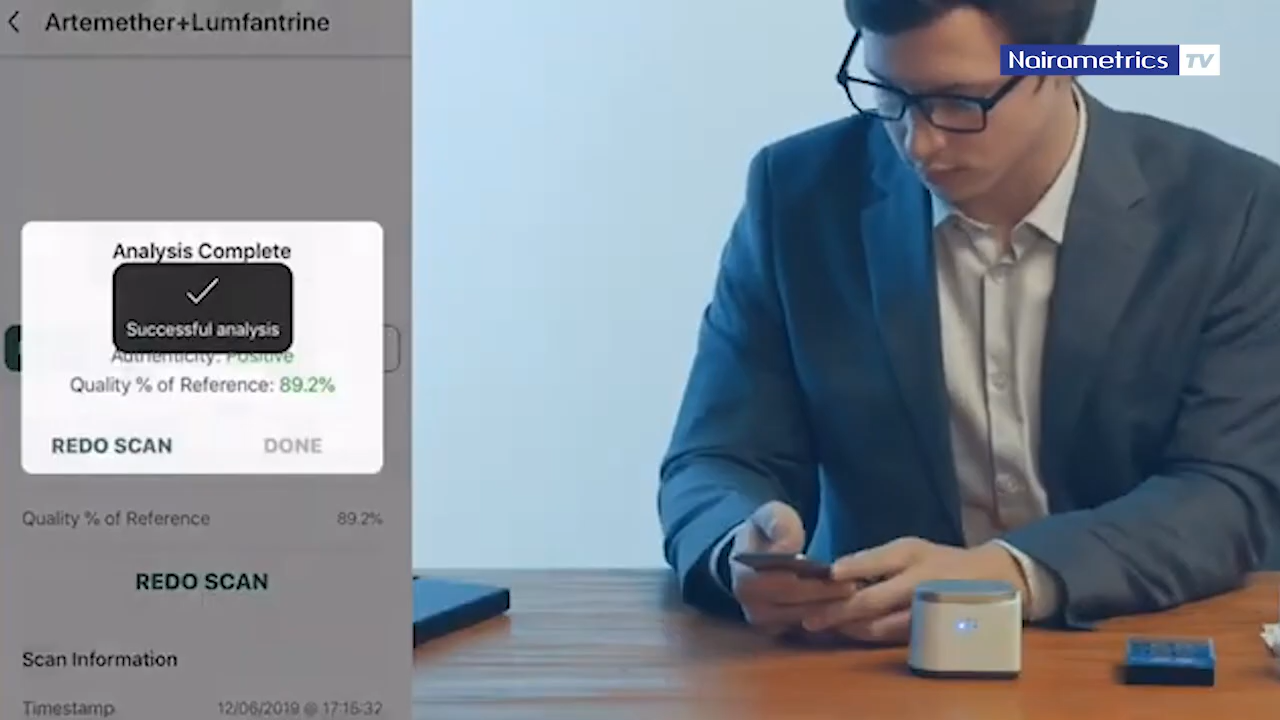 Artemether+Lumfantrine
Nairametrics TV
Analysis Complete
Successful analysis
Authenticity: Positive
Quality % of Reference: 89.2%
REDO SCAN DONE
Quality % of Reference 89.2%
REDO SCAN
Scan Information
Timestamp 12/06/2019 @ 17:15:32